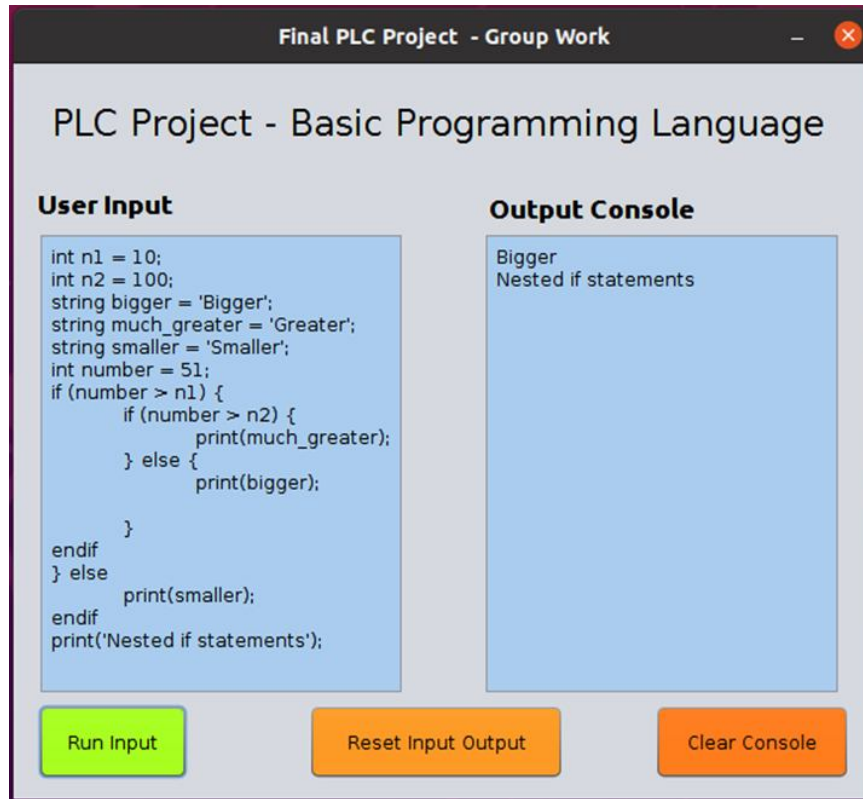 Final PLC Project - Group Work
PLC Project - Basic Programming Language
User Input
int n1 = 10;
int n2 = 100;
string bigger = 'Bigger';
string much_greater = 'Greater';
string smaller = 'Smaller';
int number = 51;
if (number > n1) {
if (number > n2) {
print(much_greater);
} else {
print(bigger);
}
endif
} else
print(smaller);
endif
print('Nested if statements');
Output Console
Bigger
Nested if statements
Run Input
Reset Input Output
Clear Console